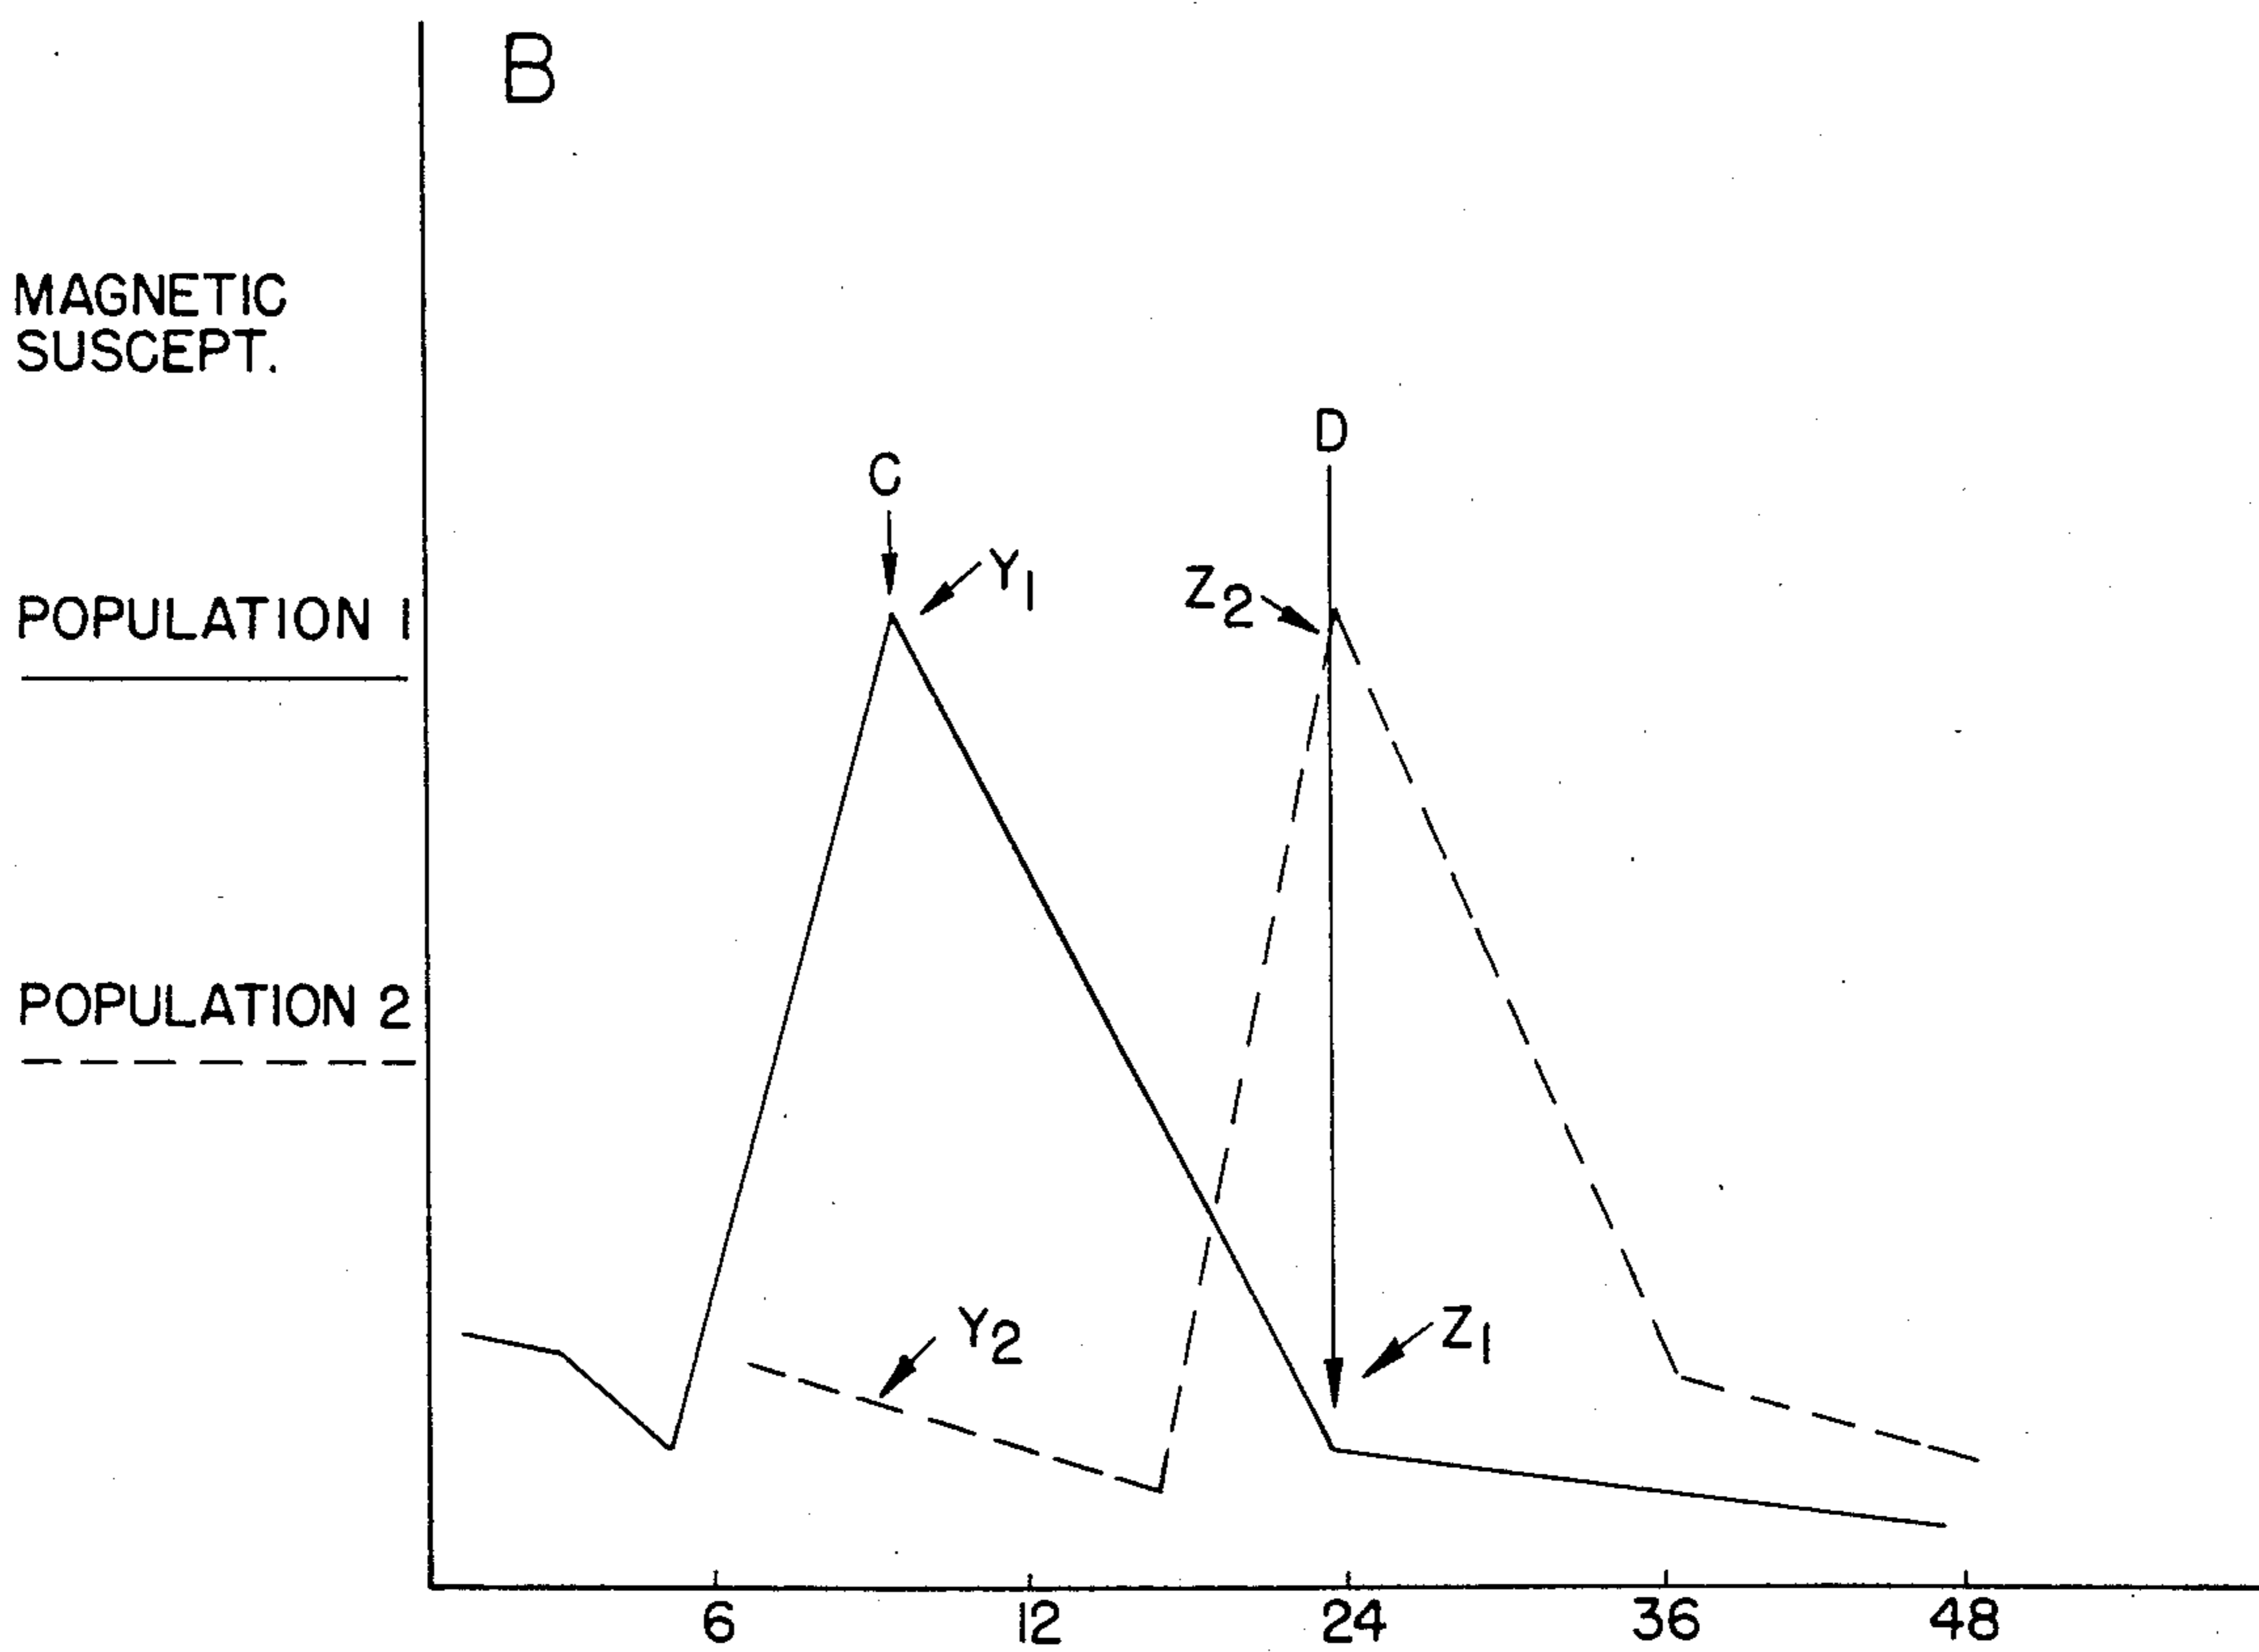 B
MAGNETIC
SUSCEPT.
D
C
Y1
Z2
POPULATION 1
POPULATION 2
Y2
Z1
6 12 24 36 48